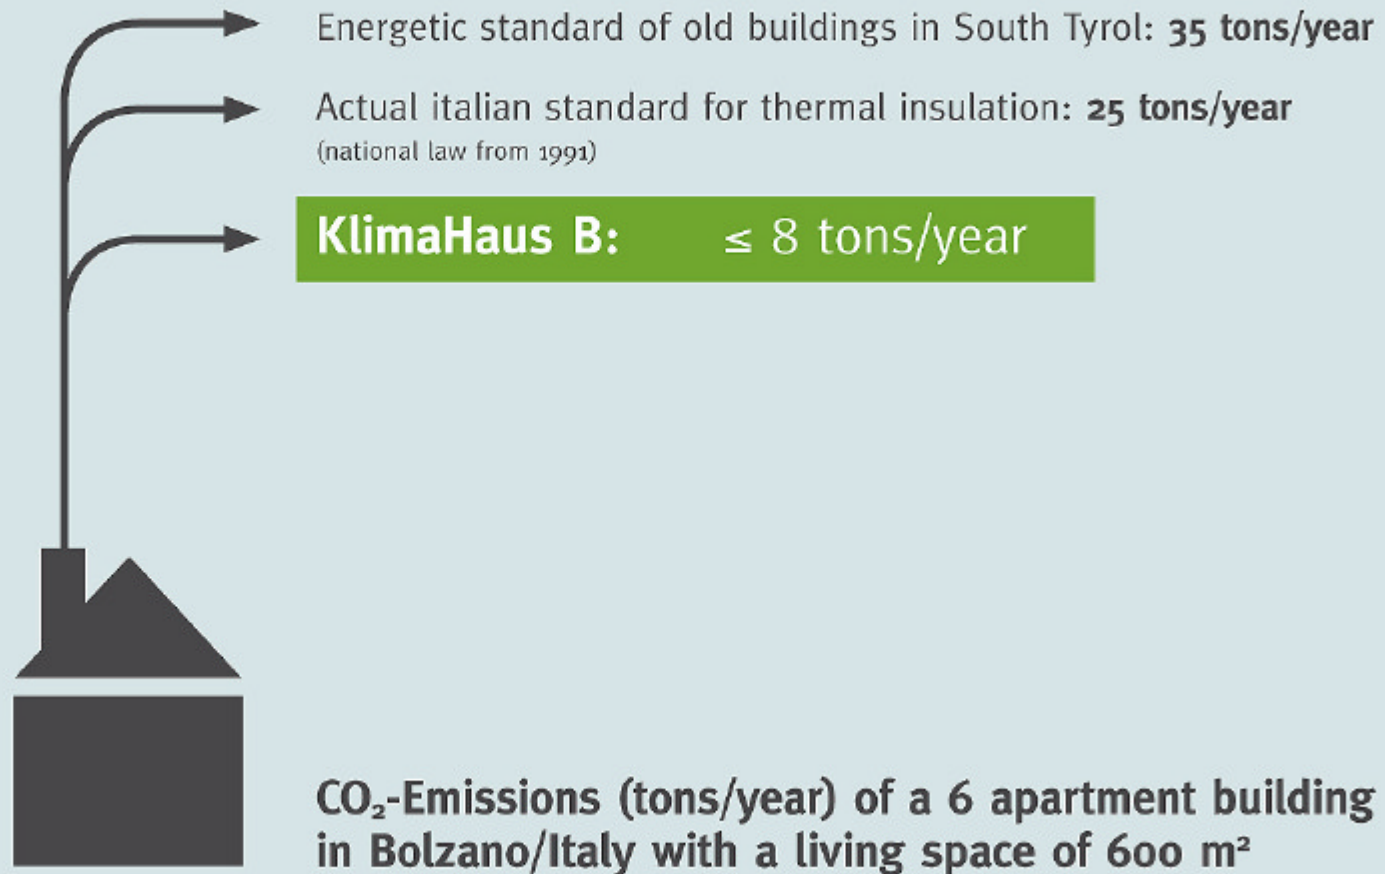 Energetic standard of old buildings in South Tyrol: 35 tons/year
Actual italian standard for thermal insulation: 25 tons/year
(national law from 1991)
KlimaHaus B: ≤ 8 tons/year
CO₂-Emissions (tons/year) of a 6 apartment building
in Bolzano/Italy with a living space of 600 m²